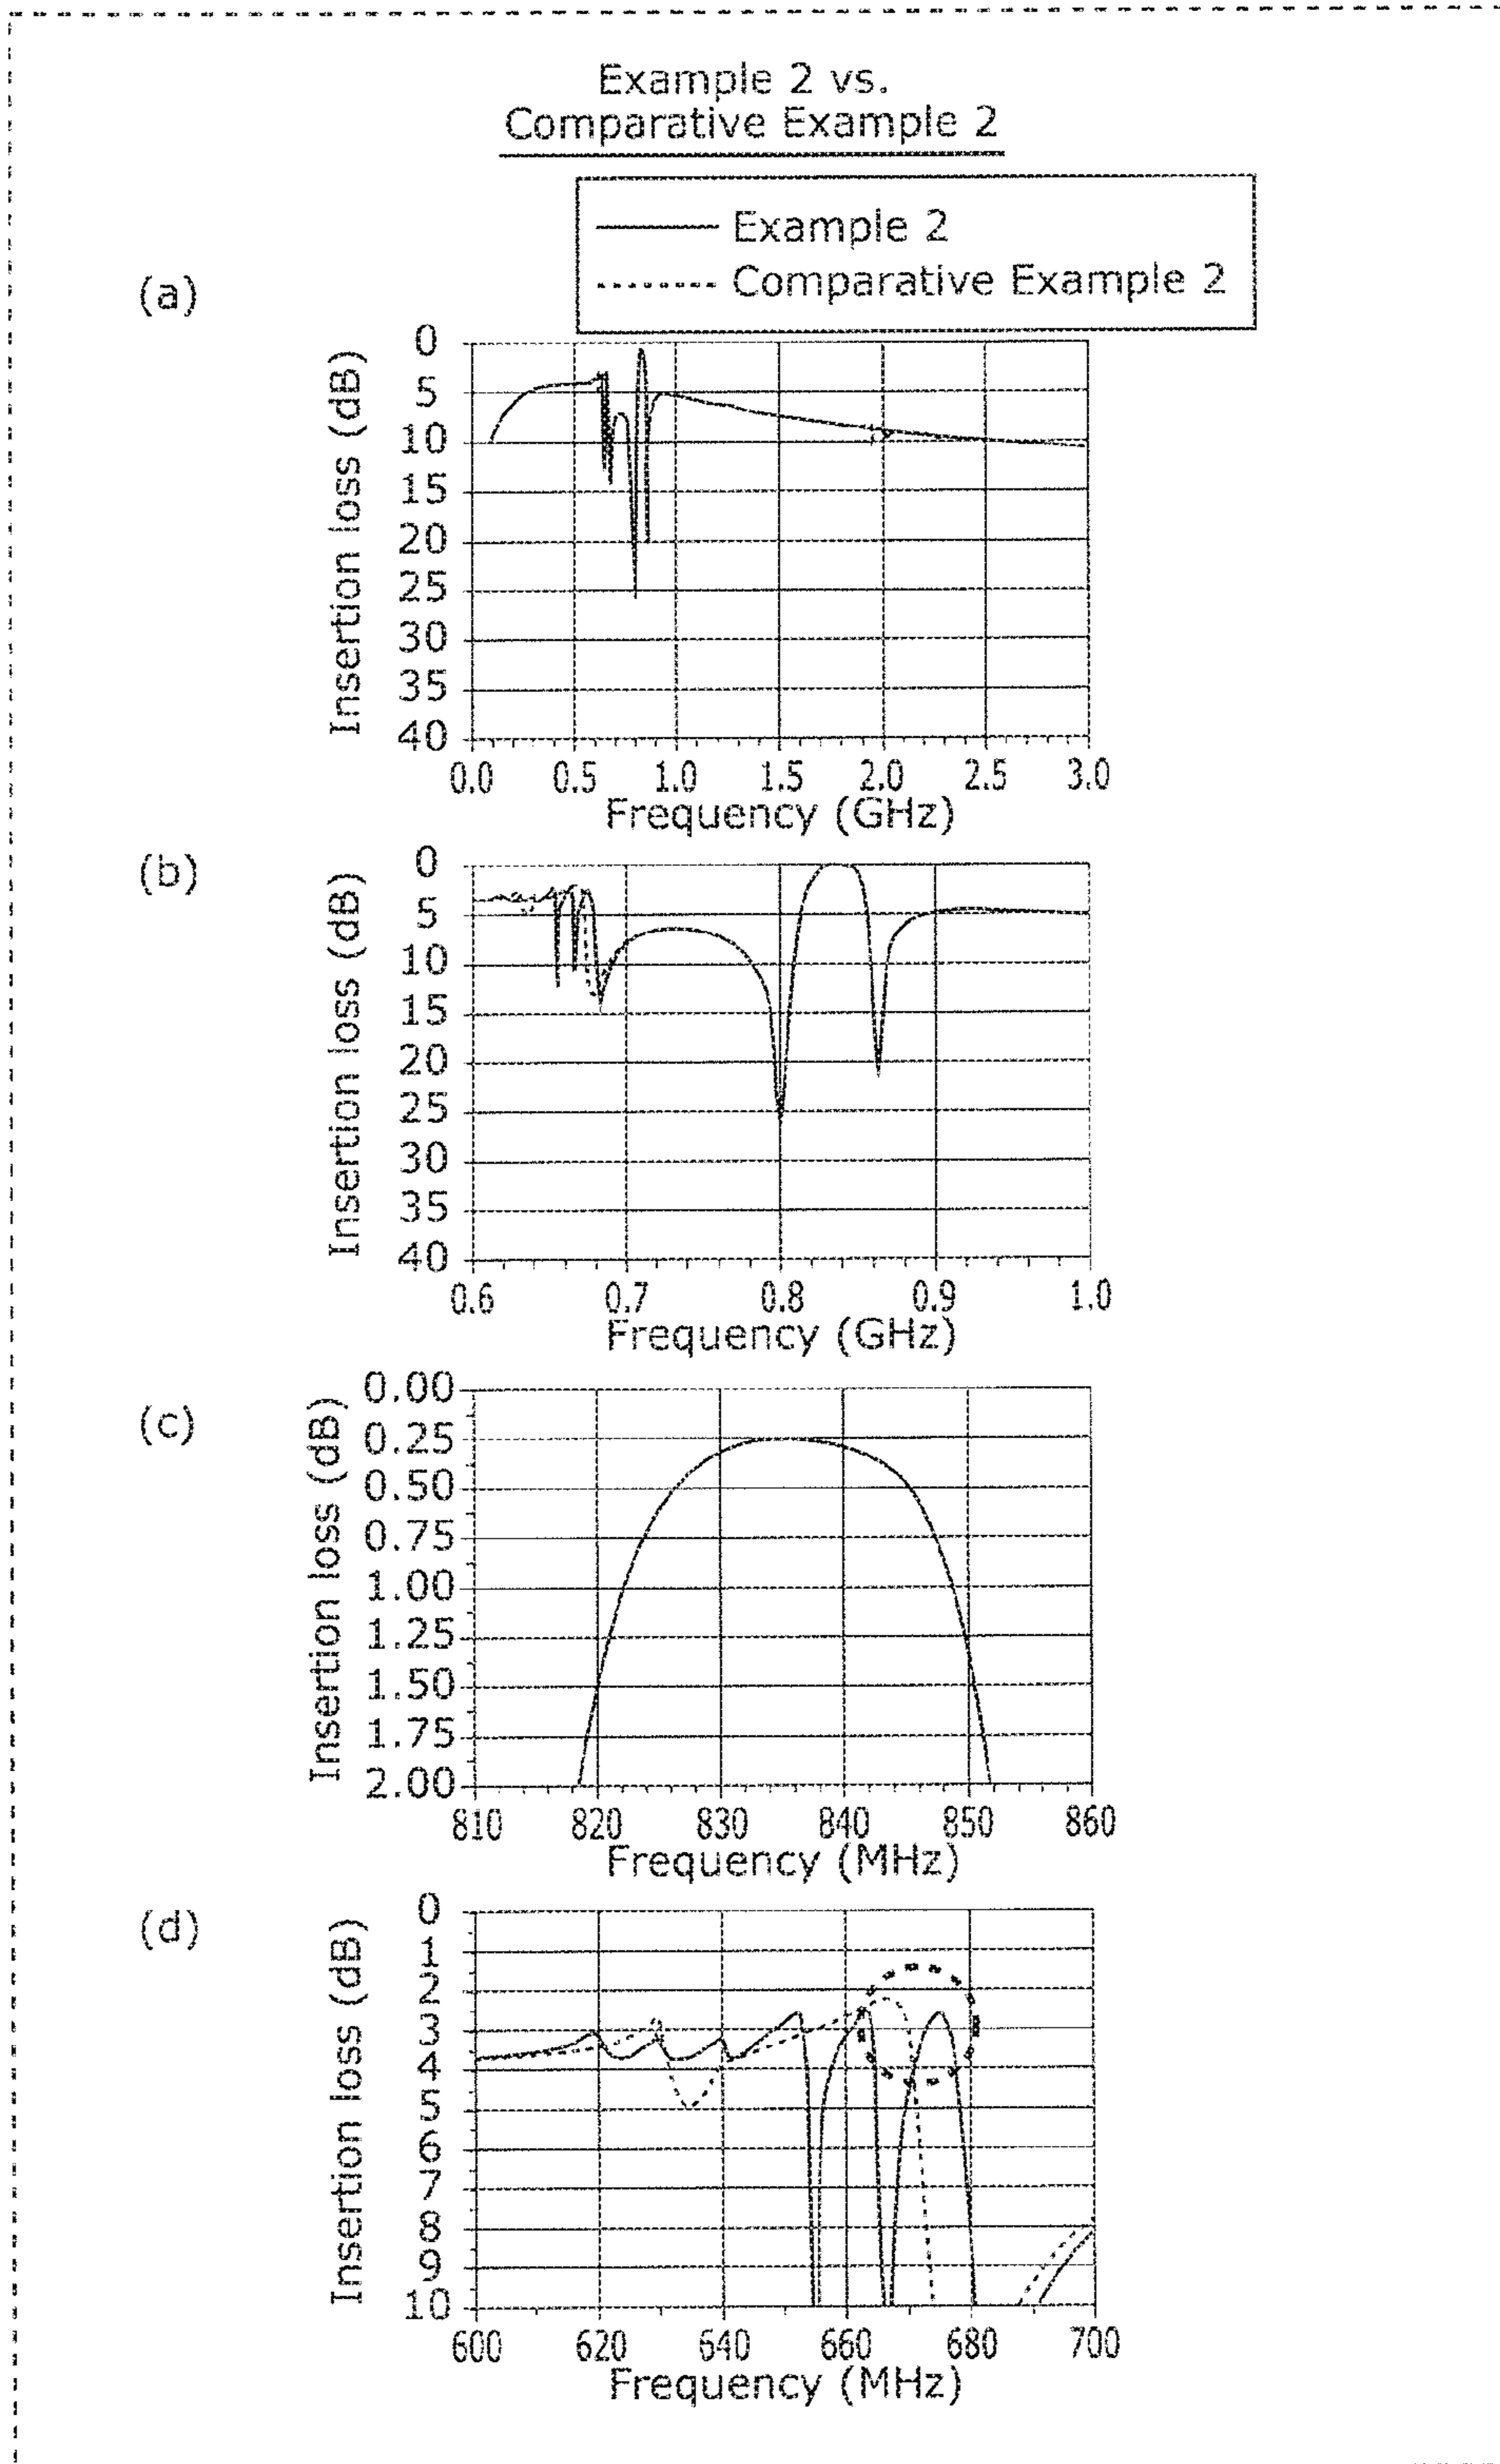 Example 2 vs.
Comparative Example 2
Example 2
Comparative Example 2
(a)
Insertion loss (dB)
0
5
10
15
20
25
30
35
40
0.0 0.5 1.0 1.5 2.0 2.5 3.0
Frequency (GHz)
(b)
Insertion loss (dB)
0
5
10
15
20
25
30
35
40
0.6 0.7 0.8 0.9 1.0
Frequency (GHz)
(c)
Insertion loss (dB)
0.00
0.25
0.50
0.75
1.00
1.25
1.50
1.75
2.00
810 820 830 840 850 860
Frequency (MHz)
(d)
Insertion loss (dB)
0
1
2
3
4
5
6
7
8
9
10
600 620 640 660 680 700
Frequency (MHz)